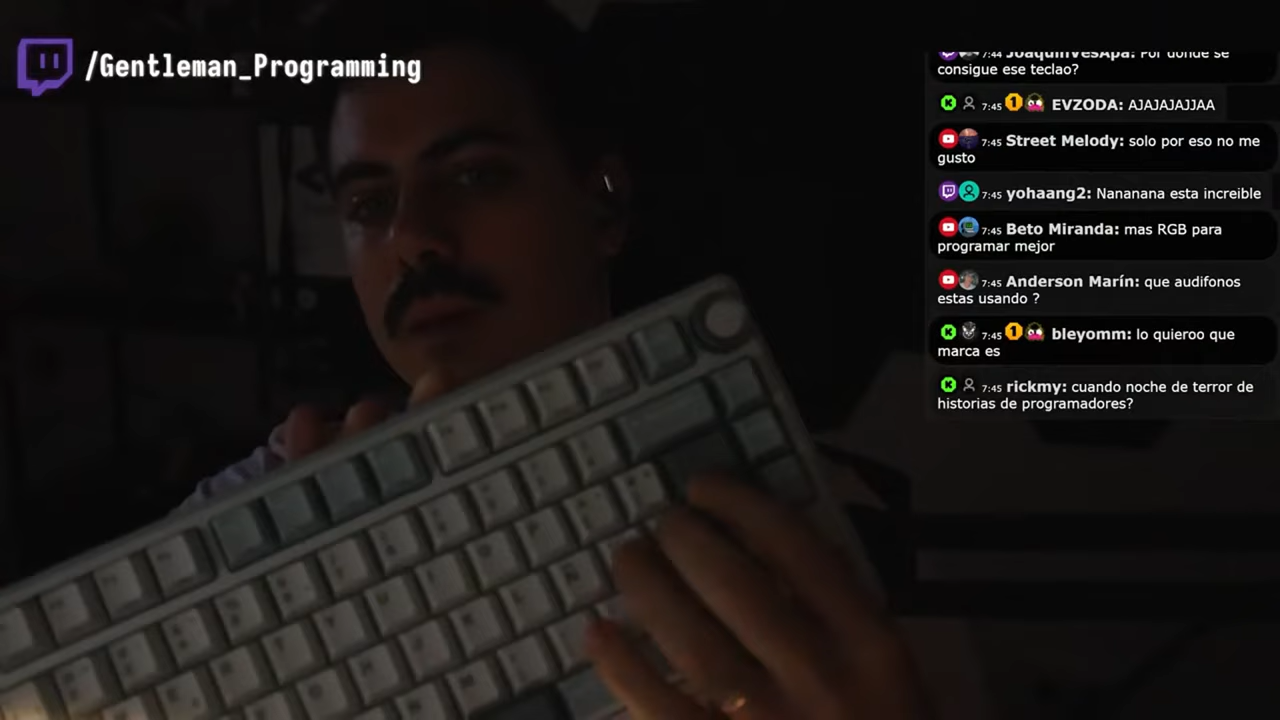 /Gentleman_Programming
7:44 JoaquinVesApa: Por donde se
consigue ese teclao?
7:45 EVZODA: AJAJAJAJJAA
7:45 Street Melody: solo por eso no me
gusto
7:45 yohaang2: Nananana esta increible
7:45 Beto Miranda: mas RGB para
programar mejor
7:45 Anderson Marín: que audifonos
estas usando ?
7:45 bleyomm: lo quieroo que
marca es
7:45 rickmy: cuando noche de terror de
historias de programadores?